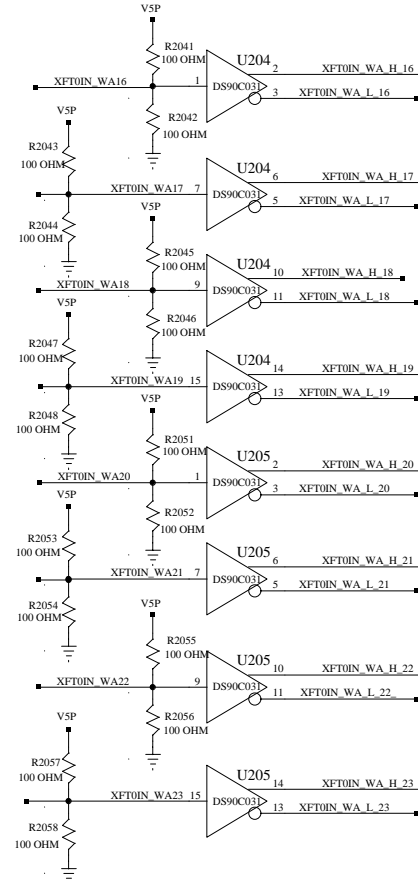 V5P
R2041
100 OHM
U204
XFT0IN_WA16
1
DS90C031
2
XFT0IN_WA_H_16
3
XFT0IN_WA_L_16
R2042
100 OHM
V5P
R2043
100 OHM
U204
XFT0IN_WA17
7
DS90C031
6
XFT0IN_WA_H_17
5
XFT0IN_WA_L_17
R2044
100 OHM
V5P
R2045
100 OHM
U204
XFT0IN_WA18
9
DS90C031
10
XFT0IN_WA_H_18
11
XFT0IN_WA_L_18
R2046
100 OHM
V5P
R2047
100 OHM
U204
XFT0IN_WA19
15
DS90C031
14
XFT0IN_WA_H_19
13
XFT0IN_WA_L_19
R2048
100 OHM
V5P
R2051
100 OHM
U205
XFT0IN_WA20
1
DS90C031
2
XFT0IN_WA_H_20
3
XFT0IN_WA_L_20
R2052
100 OHM
V5P
R2053
100 OHM
U205
XFT0IN_WA21
7
DS90C031
6
XFT0IN_WA_H_21
5
XFT0IN_WA_L_21
R2054
100 OHM
V5P
R2055
100 OHM
U205
XFT0IN_WA22
9
DS90C031
10
XFT0IN_WA_H_22
11
XFT0IN_WA_L_22_
R2056
100 OHM
V5P
R2057
100 OHM
U205
XFT0IN_WA23
15
DS90C031
14
XFT0IN_WA_H_23
13
XFT0IN_WA_L_23
R2058
100 OHM